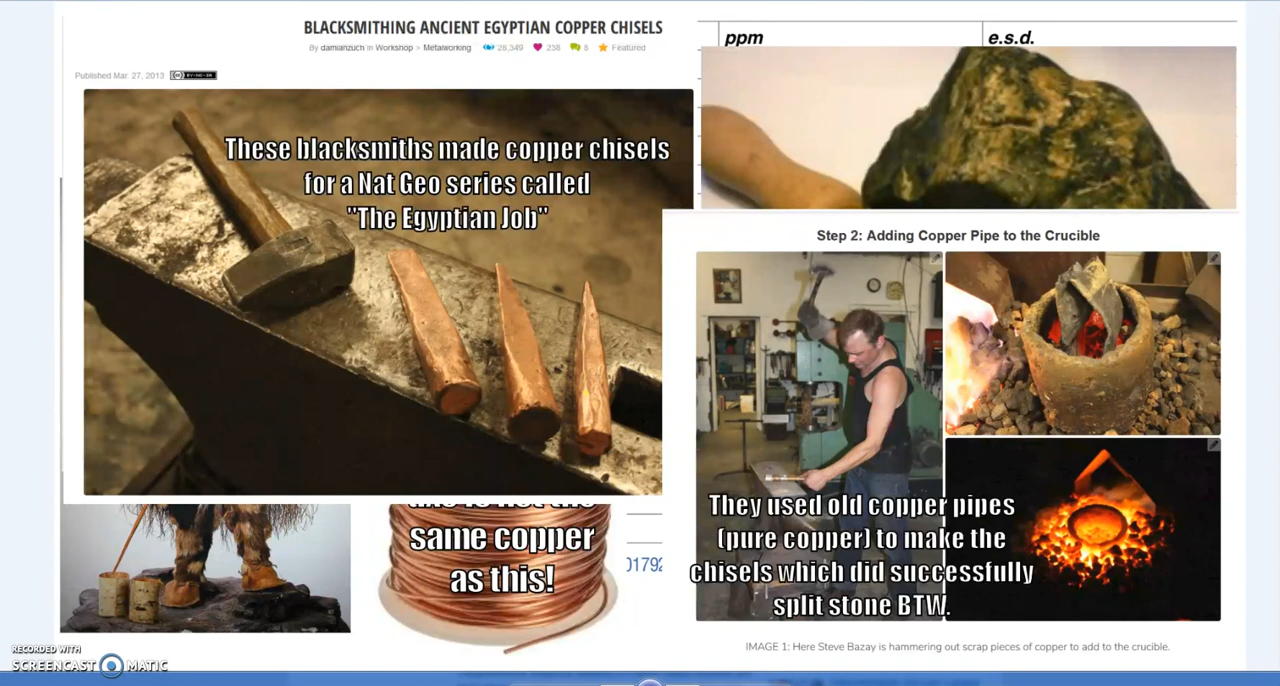 BLACKSMITHING ANCIENT EGYPTIAN COPPER CHISELS
By damianzuch in Workshop > Metalworking 28,349 238 8 Featured
Published Mar. 27, 2013
These blacksmiths made copper chisels
for a Nat Geo series called
"The Egyptian Job"
ppm e.s.d.
Step 2: Adding Copper Pipe to the Crucible
same copper
as this!
They used old copper pipes
(pure copper) to make the
chisels which did successfully
split stone BTW.
IMAGE 1: Here Steve Bazay is hammering out scrap pieces of copper to add to the crucible.
RECORDED WITH
SCREENCAST MATIC